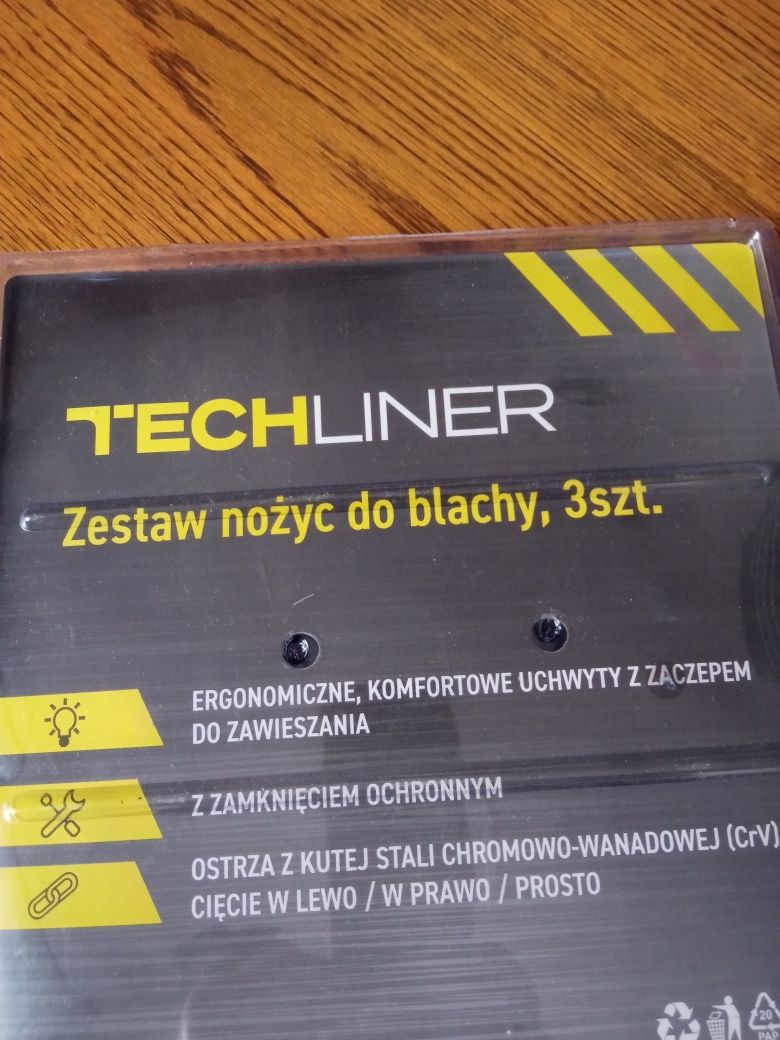 TECHLINER
Zestaw nożyc do blachy, 3szt.
ERGONOMICZNE, KOMFORTOWE UCHWYTY Z ZACZEPEM
DO ZAWIESZANIA
Z ZAMKNIĘCIEM OCHRONNYM
OSTRZA Z KUTEJ STALI CHROMOWO-WANADOWEJ (CrV)
CIĘCIE W LEWO / W PRAWO / PROSTO
20
PAP